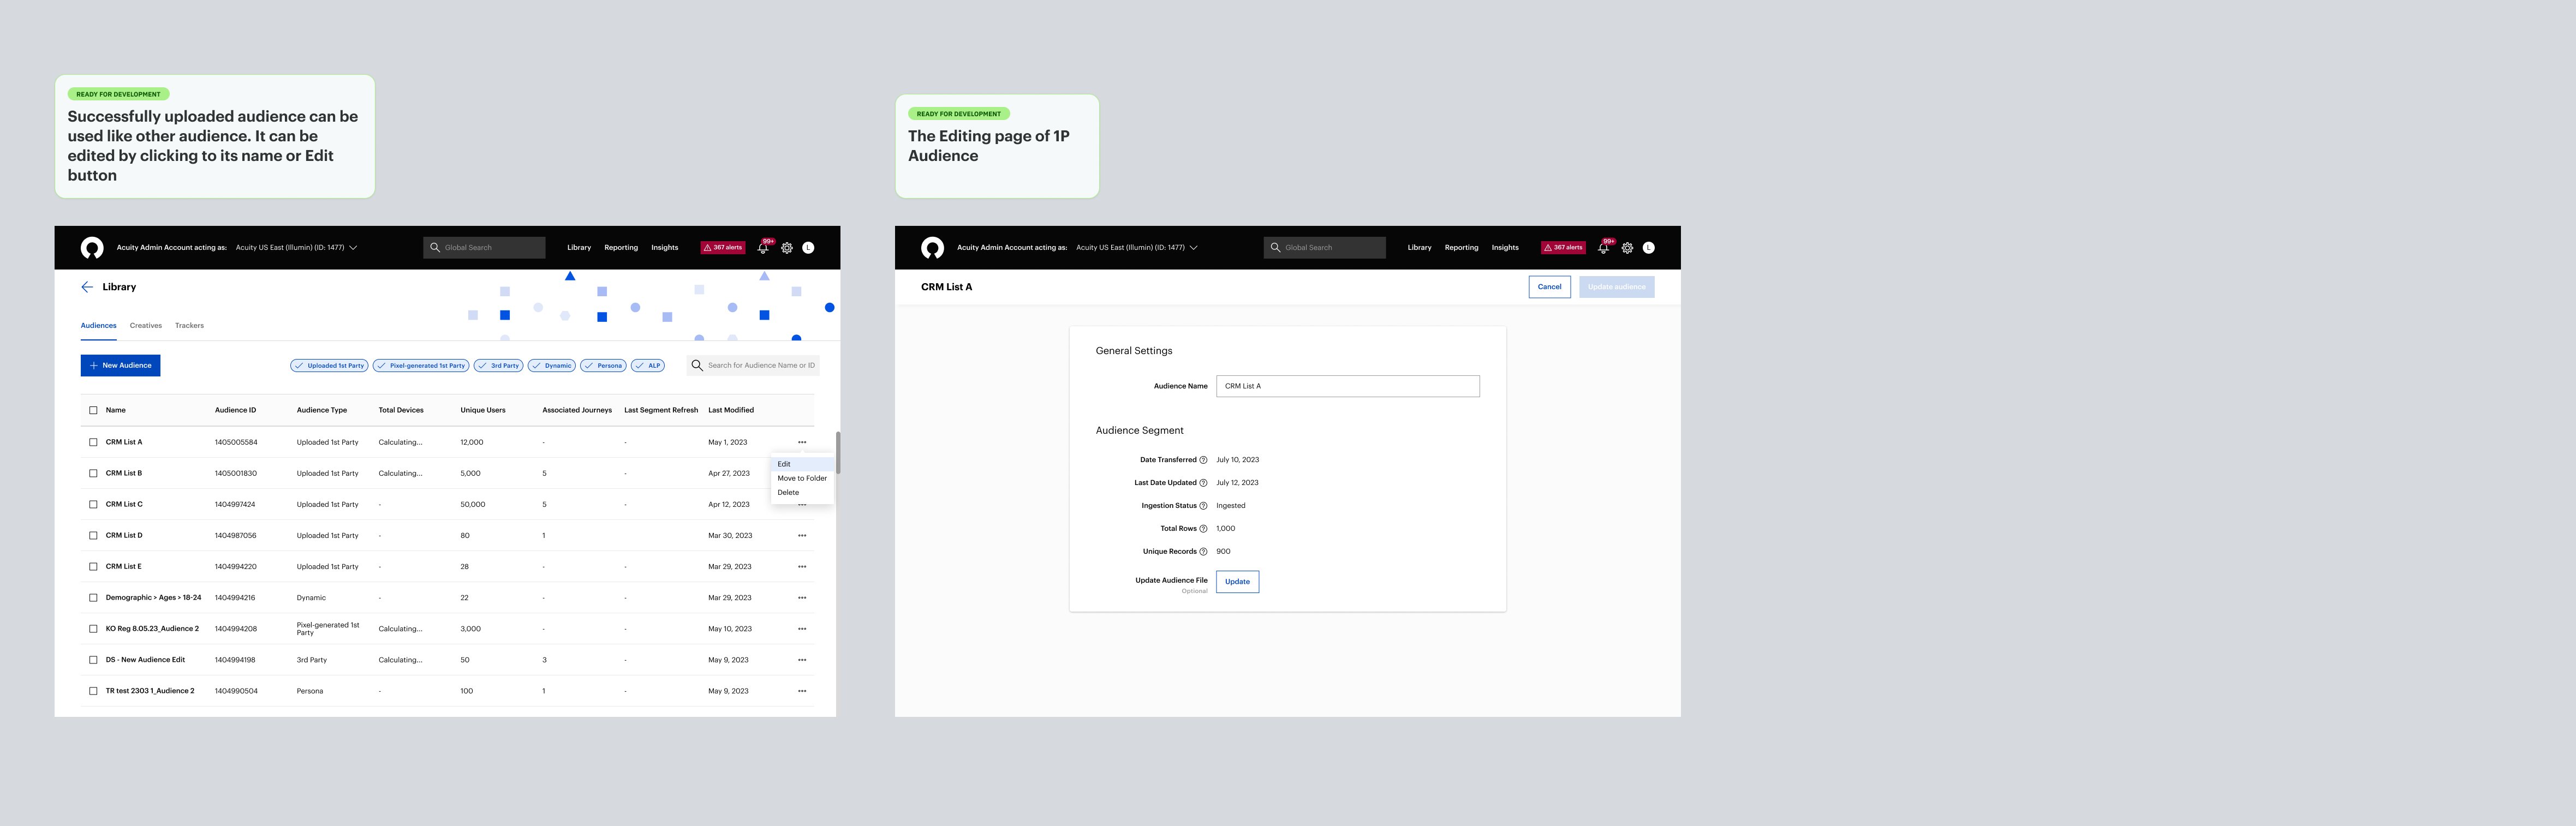 READY FOR DEVELOPMENT
Successfully uploaded audience can be
used like other audience. It can be
edited by clicking to its name or Edit
button
Acuity Admin Account acting as: Acuity US East (Illumin) (ID: 1477)
Global Search
Library Reporting Insights
367 alerts
99+
L
Library
Audiences Creatives Trackers
New Audience
Uploaded 1st Party Pixel-generated 1st Party 3rd Party Dynamic Persona ALP
Search for Audience Name or ID
Name Audience ID Audience Type Total Devices Unique Users Associated Journeys Last Segment Refresh Last Modified
CRM List A 1405005584 Uploaded 1st Party Calculating... 12,000 - - May 1, 2023
CRM List B 1405001830 Uploaded 1st Party Calculating... 5,000 5 - Apr 27, 2023
CRM List C 1404997424 Uploaded 1st Party - 50,000 5 - Apr 12, 2023
CRM List D 1404987056 Uploaded 1st Party - 80 1 - Mar 30, 2023
CRM List E 1404994220 Uploaded 1st Party - 28 - - Mar 29, 2023
Demographic > Ages > 18-24 1404994216 Dynamic - 22 - - Mar 29, 2023
KO Reg 8.05.23_Audience 2 1404994208 Pixel-generated 1st Party Calculating... 3,000 - - May 10, 2023
DS - New Audience Edit 1404994198 3rd Party Calculating... 50 3 - May 9, 2023
TR test 2303 1_Audience 2 1404990504 Persona - 100 1 - May 9, 2023
Edit
Move to Folder
Delete
READY FOR DEVELOPMENT
The Editing page of 1P
Audience
Acuity Admin Account acting as: Acuity US East (Illumin) (ID: 1477)
Global Search
Library Reporting Insights
367 alerts
99+
L
CRM List A
Cancel
Update audience
General Settings
Audience Name CRM List A
Audience Segment
Date Transferred July 10, 2023
Last Date Updated July 12, 2023
Ingestion Status Ingested
Total Rows 1,000
Unique Records 900
Update Audience File Update
Optional